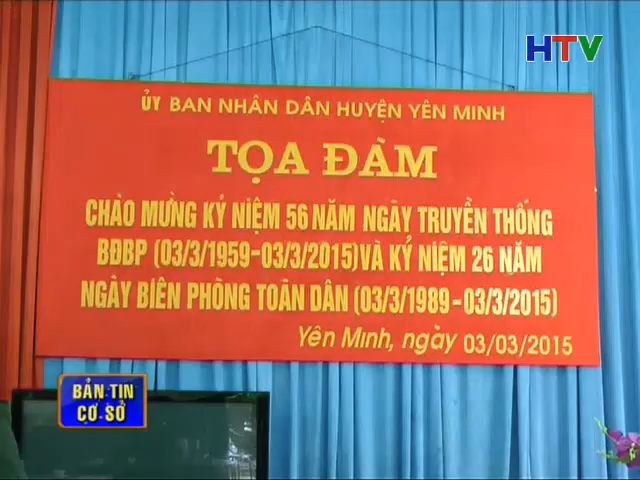 HTV
ỦY BAN NHÂN DÂN HUYỆN YÊN MINH
TỌA ĐÀM
CHÀO MỪNG KỶ NIỆM 56 NĂM NGÀY TRUYỀN THỐNG
BĐBP (03/3/1959-03/3/2015) VÀ KỶ NIỆM 26 NĂM
NGÀY BIÊN PHÒNG TOÀN DÂN (03/3/1989-03/3/2015)
Yên Minh, ngày 03/03/2015
BẢN TIN
CƠ SỞ